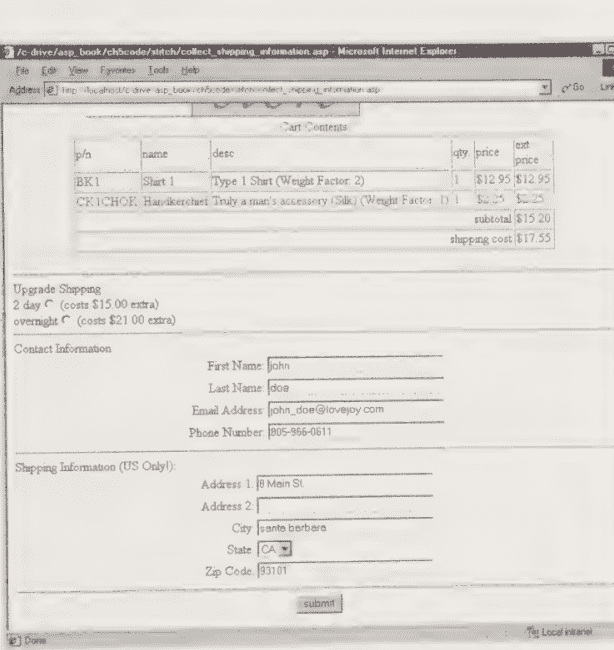 /c-drive/asp_book/ch5code/stitch/collect_shipping_information.asp - Microsoft Internet Explorer
File Edit View Favorites Tools Help
Address Go
Cart Contents
p/n name desc qty. price ext price
BK1 Shirt 1 Type 1 Shirt (Weight Factor: 2) 1 $12.95 $12.95
CK1CHOK Handkerchief Truly a man's accessory (Silk) (Weight Factor: 1) 1 $2.25 $2.25
subtotal $15.20
shipping cost $17.55
Upgrade Shipping
2 day (costs $15.00 extra)
overnight (costs $21.00 extra)
Contact Information
First Name: john
Last Name: doe
Email Address: john_doe@lovejoy.com
Phone Number: 805-966-0611
Shipping Information (US Only!):
Address 1: 8 Main St.
Address 2:
City santa barbara
State CA
Zip Code: 93101
submit
Done Local intranet